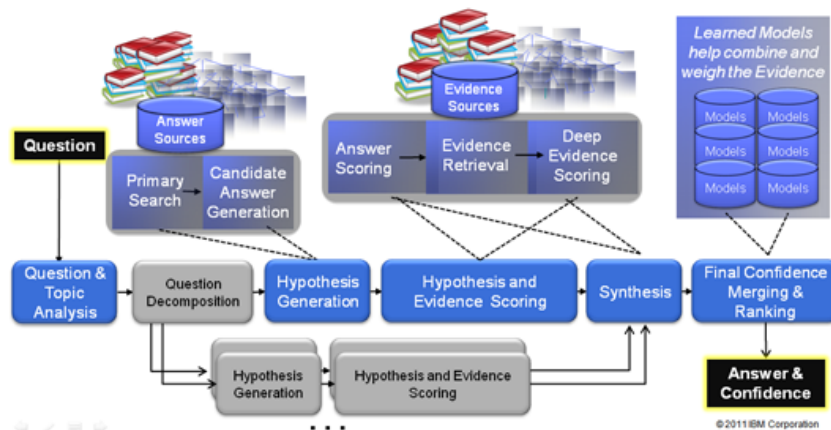 Learned Models
help combine and
weigh the Evidence
Answer
Sources
Evidence
Sources
Models
Models
Models
Models
Models
Models
Question
Primary
Search
Candidate
Answer
Generation
Answer
Scoring
Evidence
Retrieval
Deep
Evidence
Scoring
Question &
Topic
Analysis
Question
Decomposition
Hypothesis
Generation
Hypothesis and
Evidence Scoring
Synthesis
Final Confidence
Merging &
Ranking
Hypothesis
Generation
Hypothesis and Evidence
Scoring
Answer &
Confidence
. . .
©2011 IBM Corporation